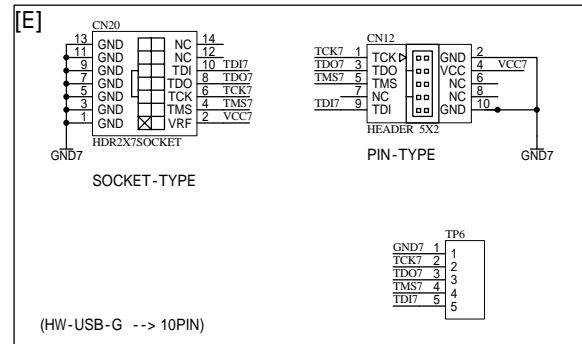 [E]
CN20
13 GND NC 14
11 GND NC 12
9 GND TDI 10 TDI7
7 GND TDO 8 TDO7
5 GND TCK 6 TCK7
3 GND TMS 4 TMS7
1 GND VRF 2 VCC7
HDR2X7SOCKET
GND7
SOCKET-TYPE
CN12
TCK7 1 TCK GND 2
TDO7 3 TDO VCC 4 VCC7
TMS7 5 TMS NC 6
7 NC NC 8
TDI7 9 TDI GND 10
HEADER 5X2
PIN-TYPE
GND7
TP6
GND7 1 1
TCK7 2 2
TDO7 3 3
TMS7 4 4
TDI7 5 5
(HW-USB-G --> 10PIN)